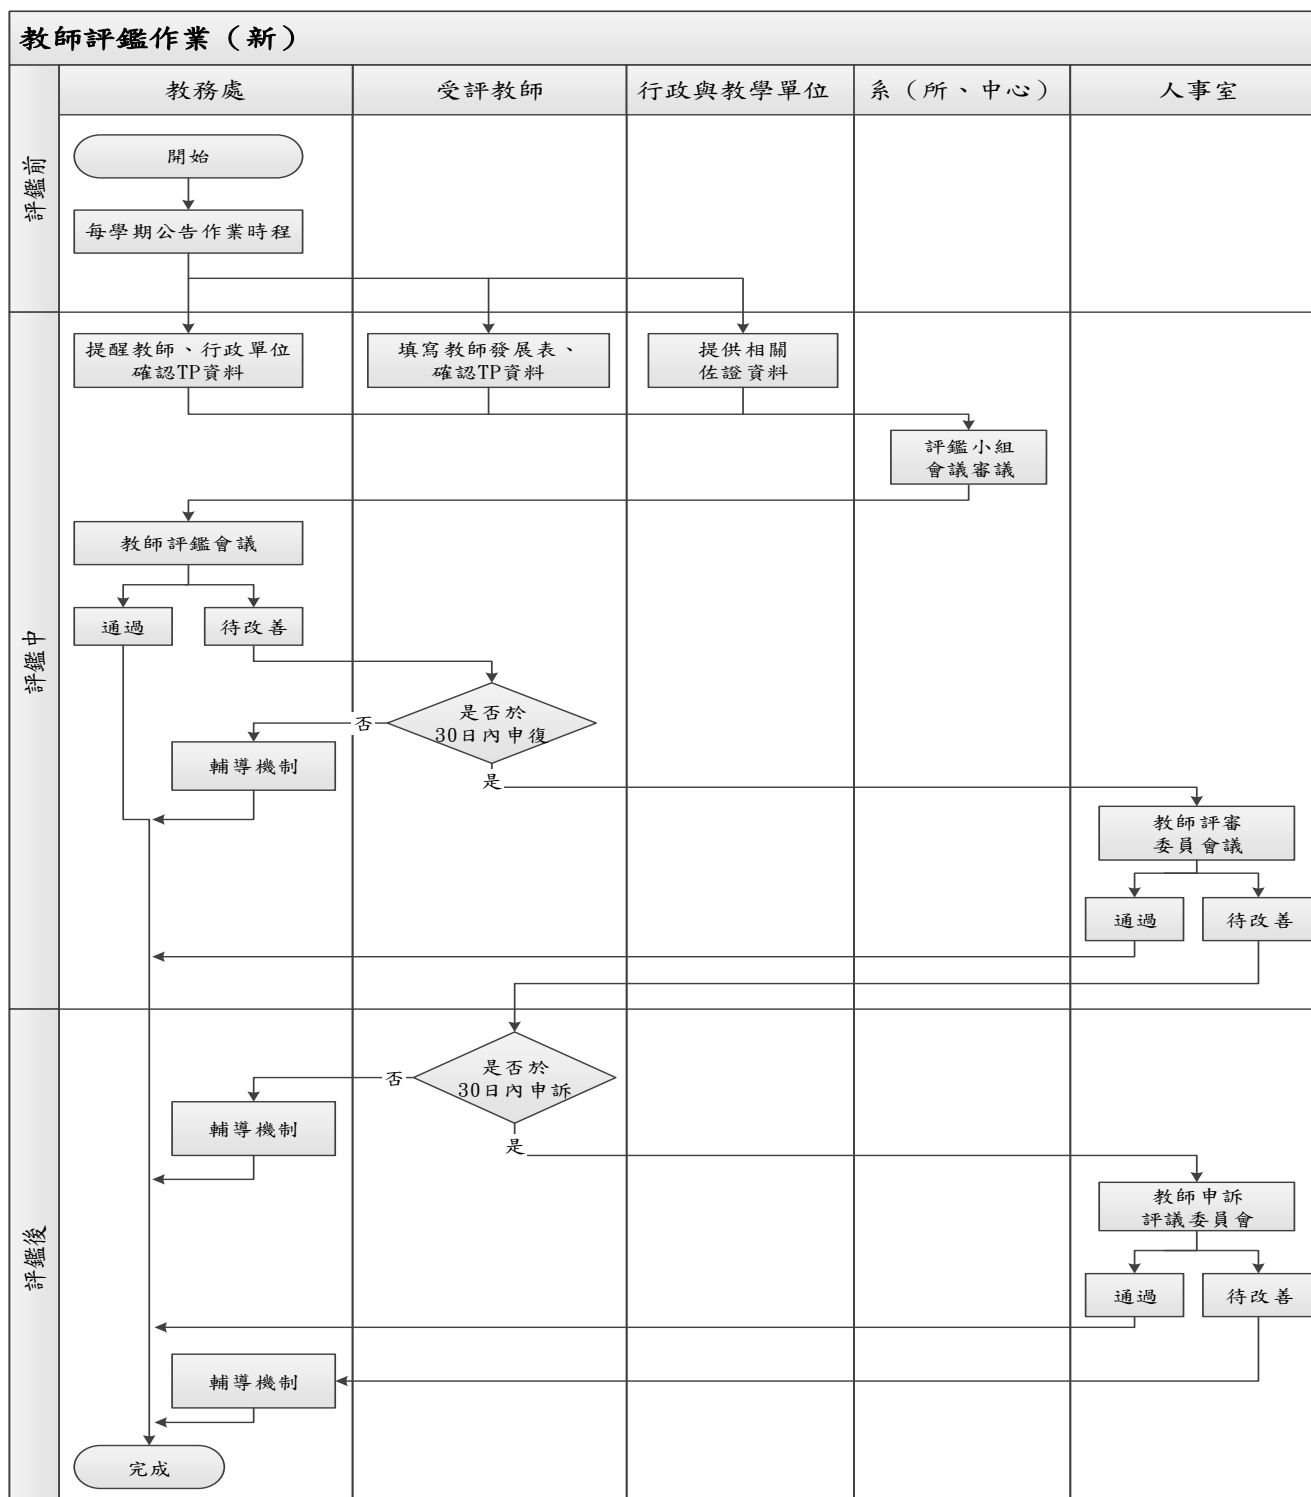 教師評鑑作業（新）
教務處
受評教師
行政與教學單位
系（所、中心）
人事室
評鑑前
開始
每學期公告作業時程
評鑑中
提醒教師、行政單位
確認TP資料
填寫教師發展表、
確認TP資料
提供相關
佐證資料
評鑑小組
會議審議
教師評鑑會議
通過
待改善
是否於
30日內申復
否
是
輔導機制
教師評審
委員會議
通過
待改善
評鑑後
是否於
30日內申訴
否
是
輔導機制
教師申訴
評議委員會
通過
待改善
輔導機制
完成